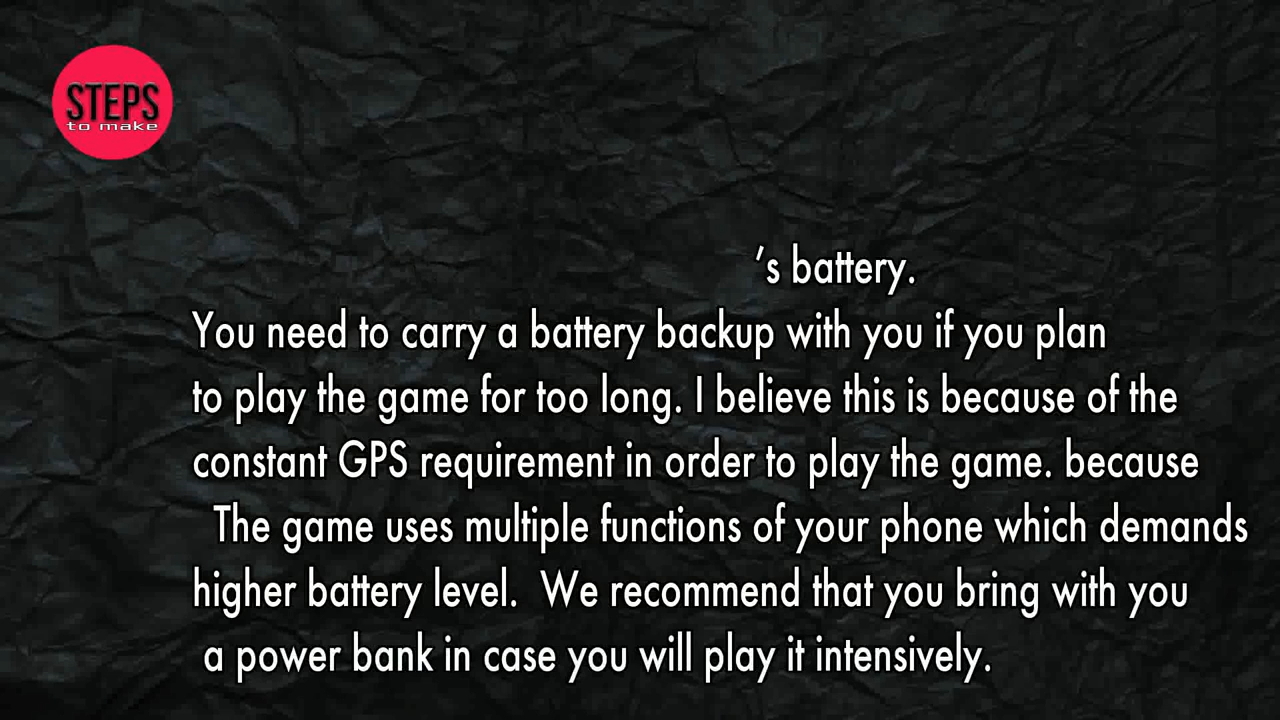 STEPS
to make
’s battery.
You need to carry a battery backup with you if you plan
to play the game for too long. I believe this is because of the
constant GPS requirement in order to play the game. because
The game uses multiple functions of your phone which demands
higher battery level. We recommend that you bring with you
a power bank in case you will play it intensively.